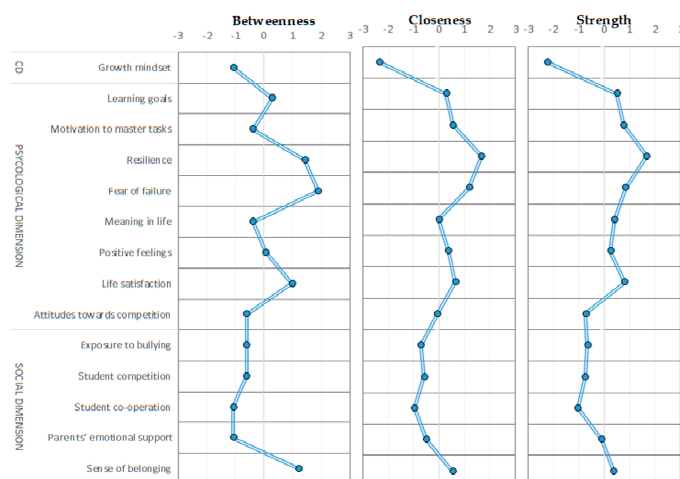 Betweenness Closeness Strength
-3 -2 -1 0 1 2 3 -3 -2 -1 0 1 2 3 -3 -2 -1 0 1 2 3
CD
Growth mindset
PSYCOLOGICAL DIMENSION
Learning goals
Motivation to master tasks
Resilience
Fear of failure
Meaning in life
Positive feelings
Life satisfaction
Attitudes towards competition
SOCIAL DIMENSION
Exposure to bullying
Student competition
Student co-operation
Parents' emotional support
Sense of belonging